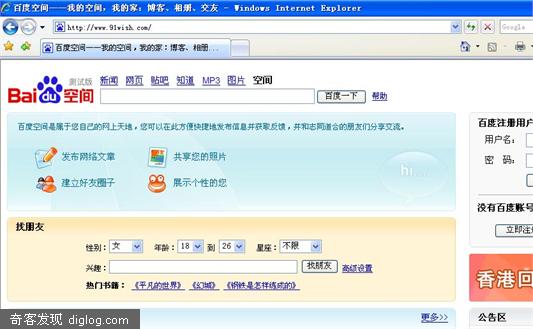 百度空间——我的空间，我的家：博客、相册、交友 - Windows Internet Explorer
http://www.91wish.com/
Google
百度空间——我的空间，我的家：博客、相册...
Bai du 空间 测试版
新闻 网页 贴吧 知道 MP3 图片 空间
百度一下 帮助
百度空间是属于您自己的网上天地，您可以在此方便快捷地发布信息并获取反馈，并和志同道合的朋友们分享交流。
发布网络文章 共享您的照片
建立好友圈子 展示个性的您
hi...
百度注册用户
用户名：
密 码：
没有百度账号
立即注
找朋友
性别： 女 年龄： 18 到 26 星座： 不限
兴趣： 找朋友 高级设置
热门书籍： 《平凡的世界》 《幻城》 《钢铁是怎样练成的》
香港回
更多>>
公告区
奇客发现 diglog.com